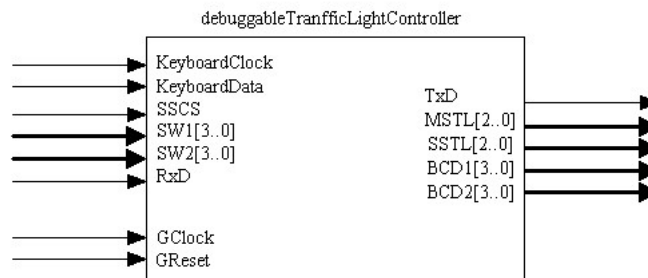 debuggableTranfficLightController
KeyboardClock
KeyboardData
SSCS
SW1[3..0]
SW2[3..0]
RxD
GClock
GReset
TxD
MSTL[2..0]
SSTL[2..0]
BCD1[3..0]
BCD2[3..0]